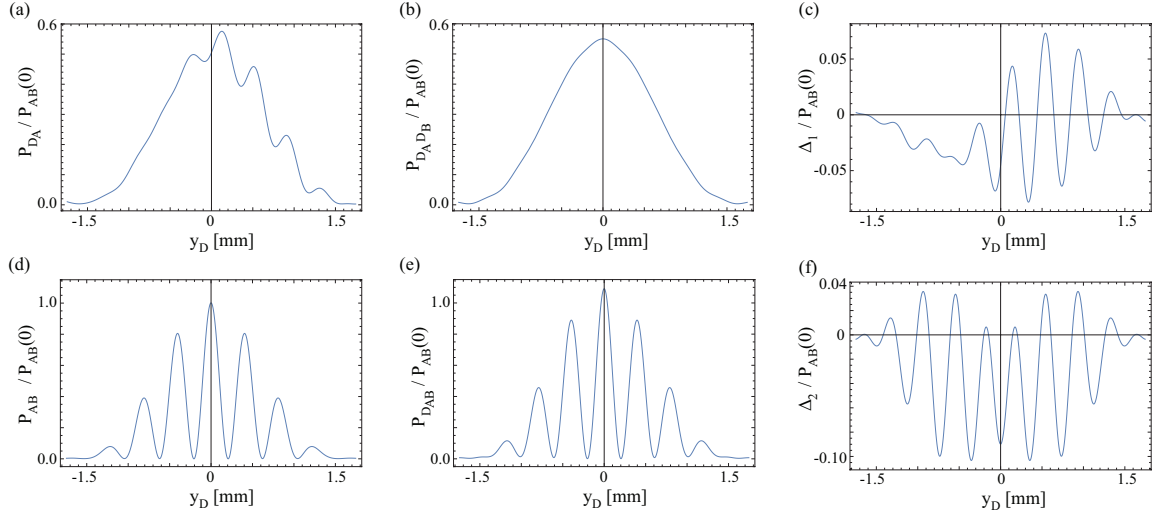 (a)
0.6
0.0
P_{D_A} / P_{AB}(0)
-1.5
0
1.5
y_D [mm]
(b)
0.6
0.0
P_{D_A D_B} / P_{AB}(0)
-1.5
0
1.5
y_D [mm]
(c)
0.05
0
-0.05
Δ_1 / P_{AB}(0)
-1.5
0
1.5
y_D [mm]
(d)
1.0
0.0
P_{AB} / P_{AB}(0)
-1.5
0
1.5
y_D [mm]
(e)
1.0
0.0
P_{D_{AB}} / P_{AB}(0)
-1.5
0
1.5
y_D [mm]
(f)
0.04
0
-0.10
Δ_2 / P_{AB}(0)
-1.5
0
1.5
y_D [mm]